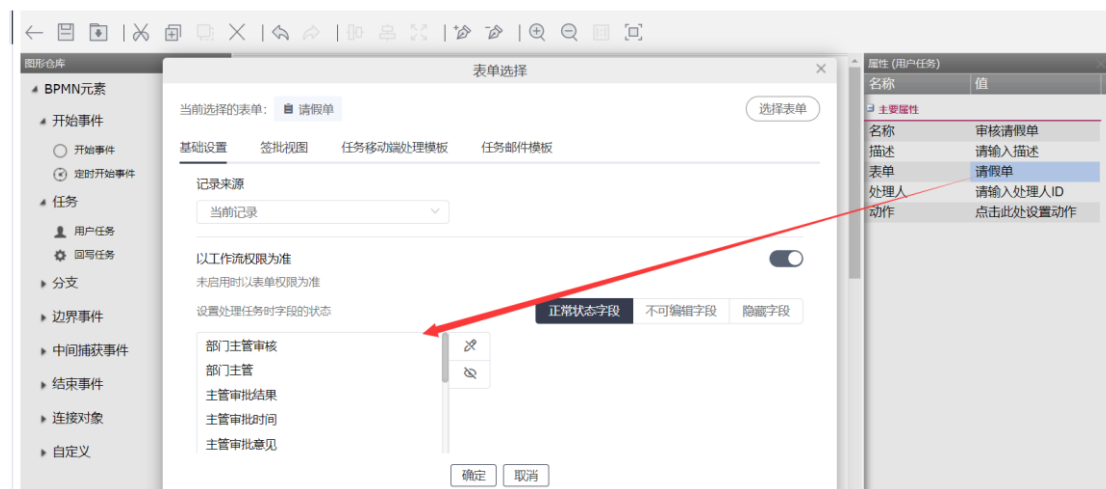 图形仓库
BPMN元素
开始事件
开始事件
定时开始事件
任务
用户任务
回写任务
分支
边界事件
中间捕获事件
结束事件
连接对象
自定义
表单选择
当前选择的表单： 请假单
选择表单
基础设置 签批视图 任务移动端处理模板 任务邮件模板
记录来源
当前记录
以工作流权限为准
未启用时以表单权限为准
设置处理任务时字段的状态
正常状态字段 不可编辑字段 隐藏字段
部门主管审核
部门主管
主管审批结果
主管审批时间
主管审批意见
确定 取消
属性 (用户任务)
名称 值
主要属性
名称 审核请假单
描述 请输入描述
表单 请假单
处理人 请输入处理人ID
动作 点击此处设置动作